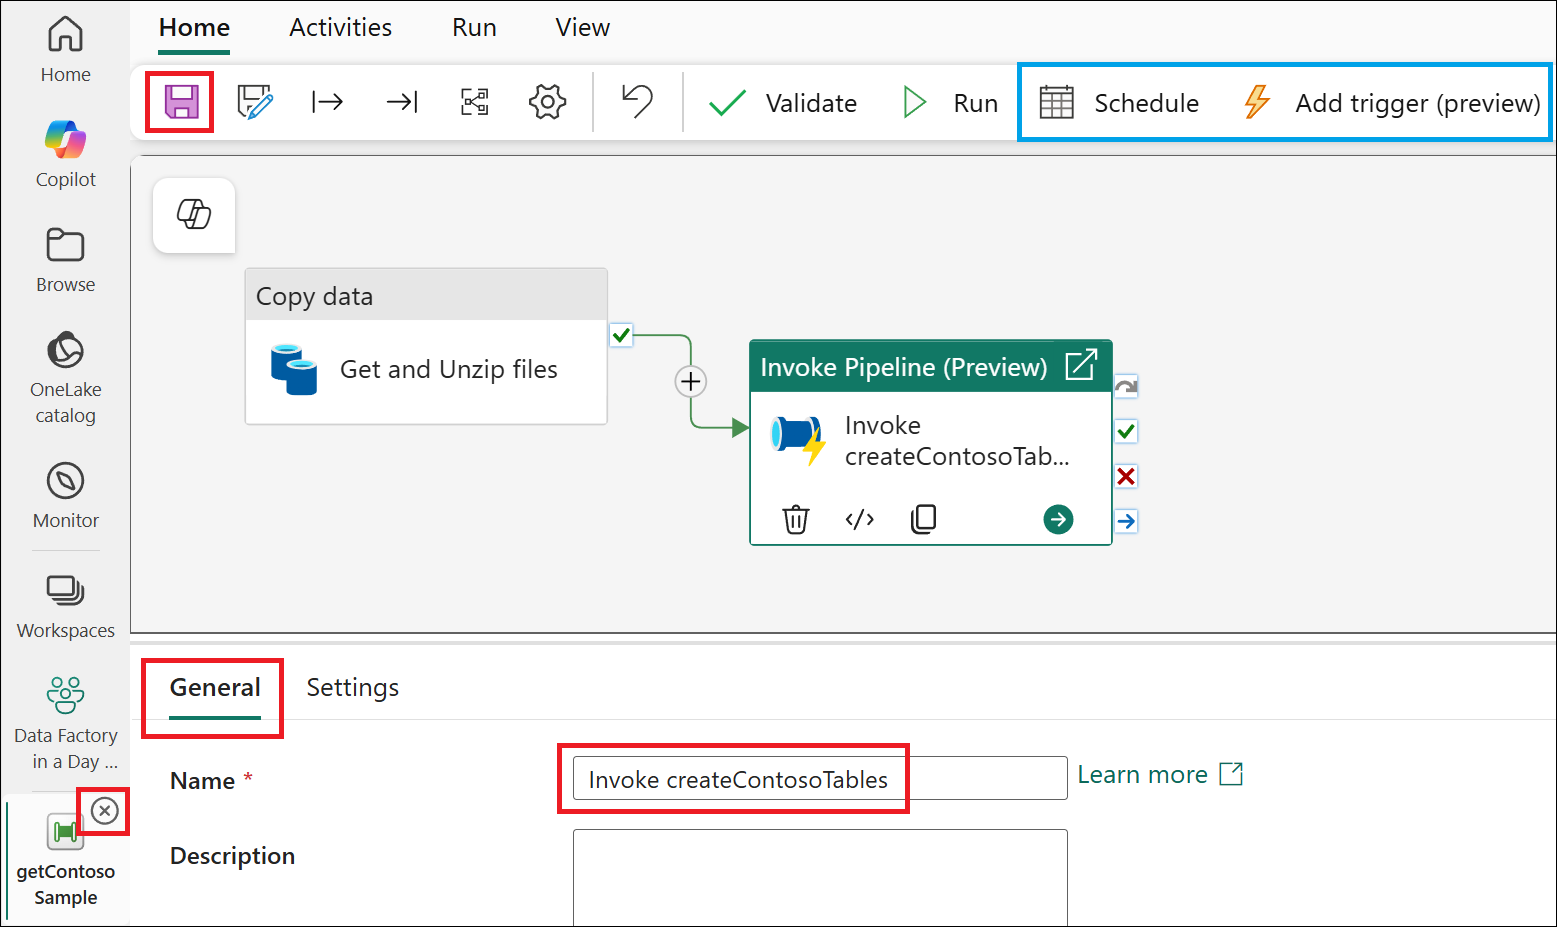 Home
Activities
Run
View
Validate
Run
Schedule
Add trigger (preview)
Home
Copilot
Browse
OneLake
catalog
Monitor
Workspaces
Data Factory
in a Day ...
getContoso
Sample
Copy data
Get and Unzip files
Invoke Pipeline (Preview)
Invoke
createContosoTab...
General
Settings
Name *
Invoke createContosoTables
Learn more
Description